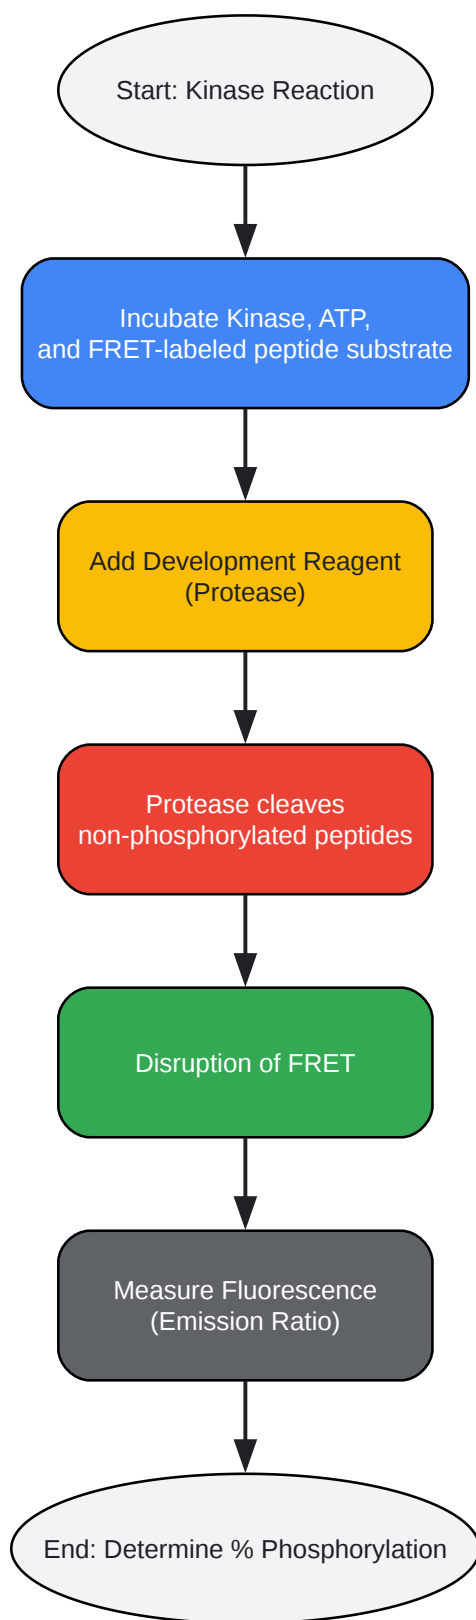 Start: Kinase Reaction
Incubate Kinase, ATP,
and FRET-labeled peptide substrate
Add Development Reagent
(Protease)
Protease cleaves
non-phosphorylated peptides
Disruption of FRET
Measure Fluorescence
(Emission Ratio)
End: Determine % Phosphorylation